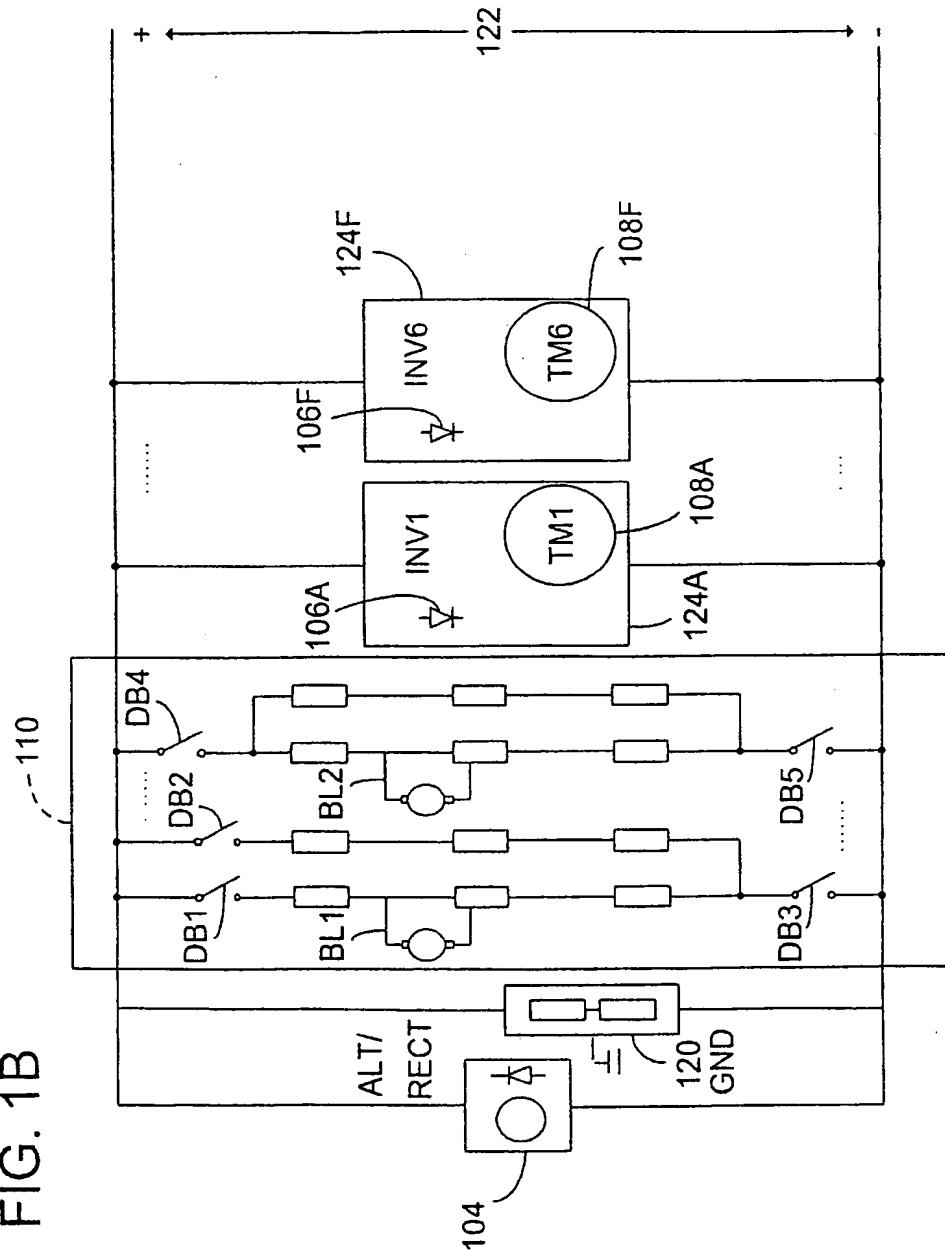 FIG. 1B
110
+
122
-
DB4
DB2
DB1
BL2
BL1
DB5
DB3
ALT/
RECT
104
120
GND
106A
INV1
TM1
108A
124A
106F
INV6
TM6
108F
124F